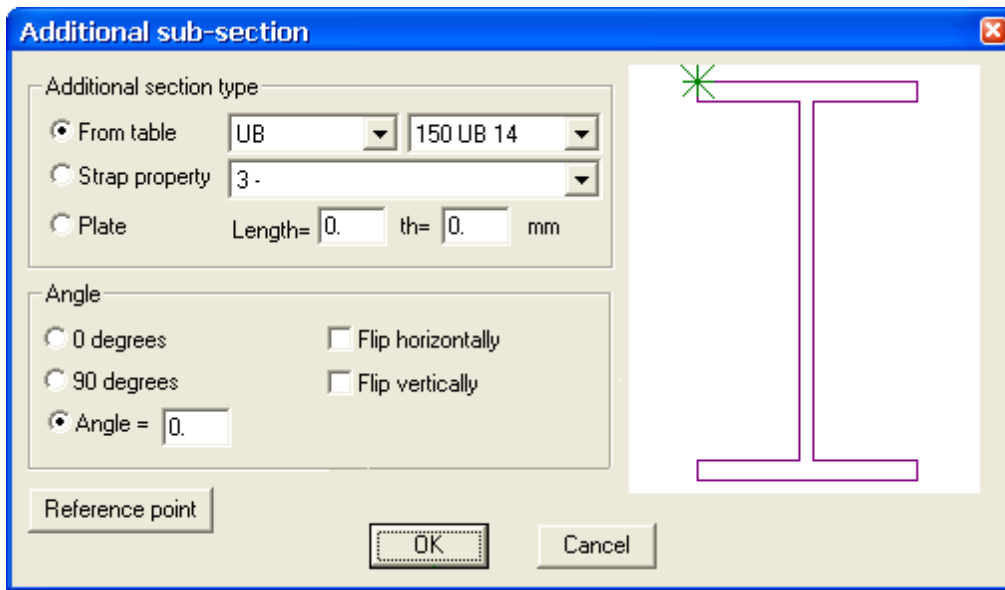 Additional sub-section
Additional section type
From table UB 150 UB 14
Strap property 3 -
Plate Length= 0. th= 0. mm
Angle
0 degrees Flip horizontally
90 degrees Flip vertically
Angle = 0.
Reference point
OK Cancel